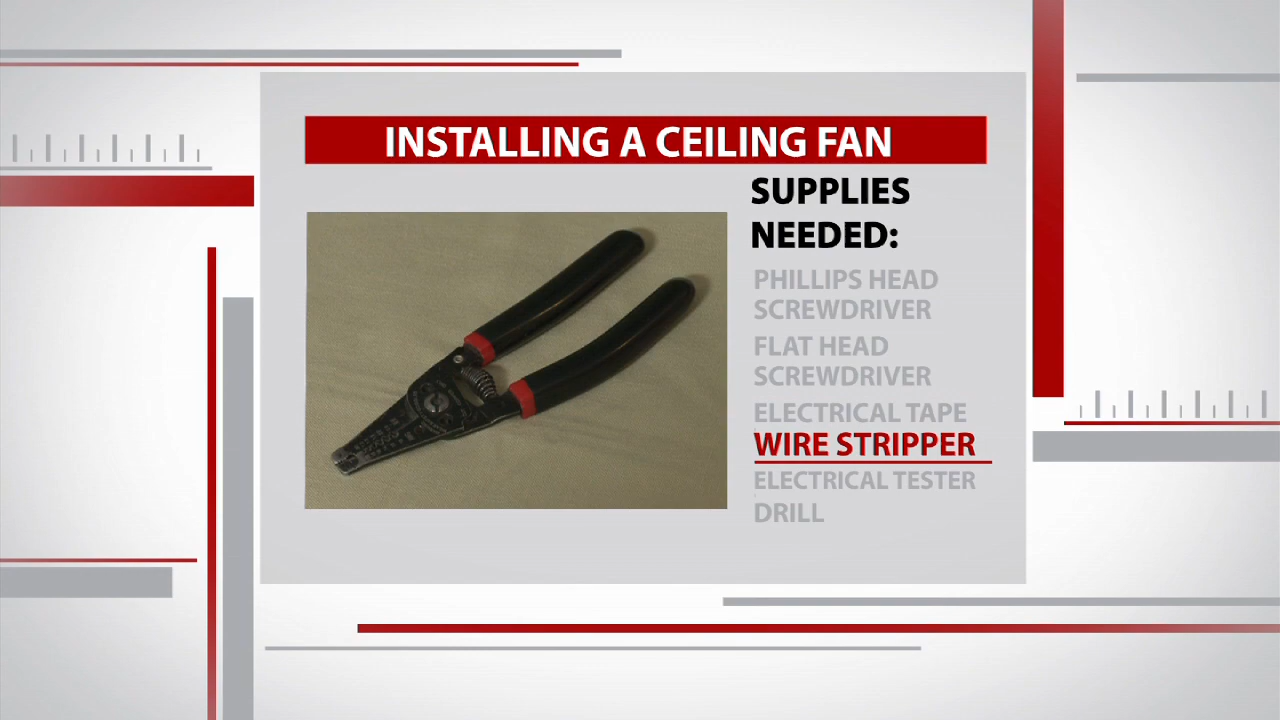 INSTALLING A CEILING FAN
SUPPLIES
NEEDED:
PHILLIPS HEAD
SCREWDRIVER
FLAT HEAD
SCREWDRIVER
ELECTRICAL TAPE
WIRE STRIPPER
ELECTRICAL TESTER
DRILL